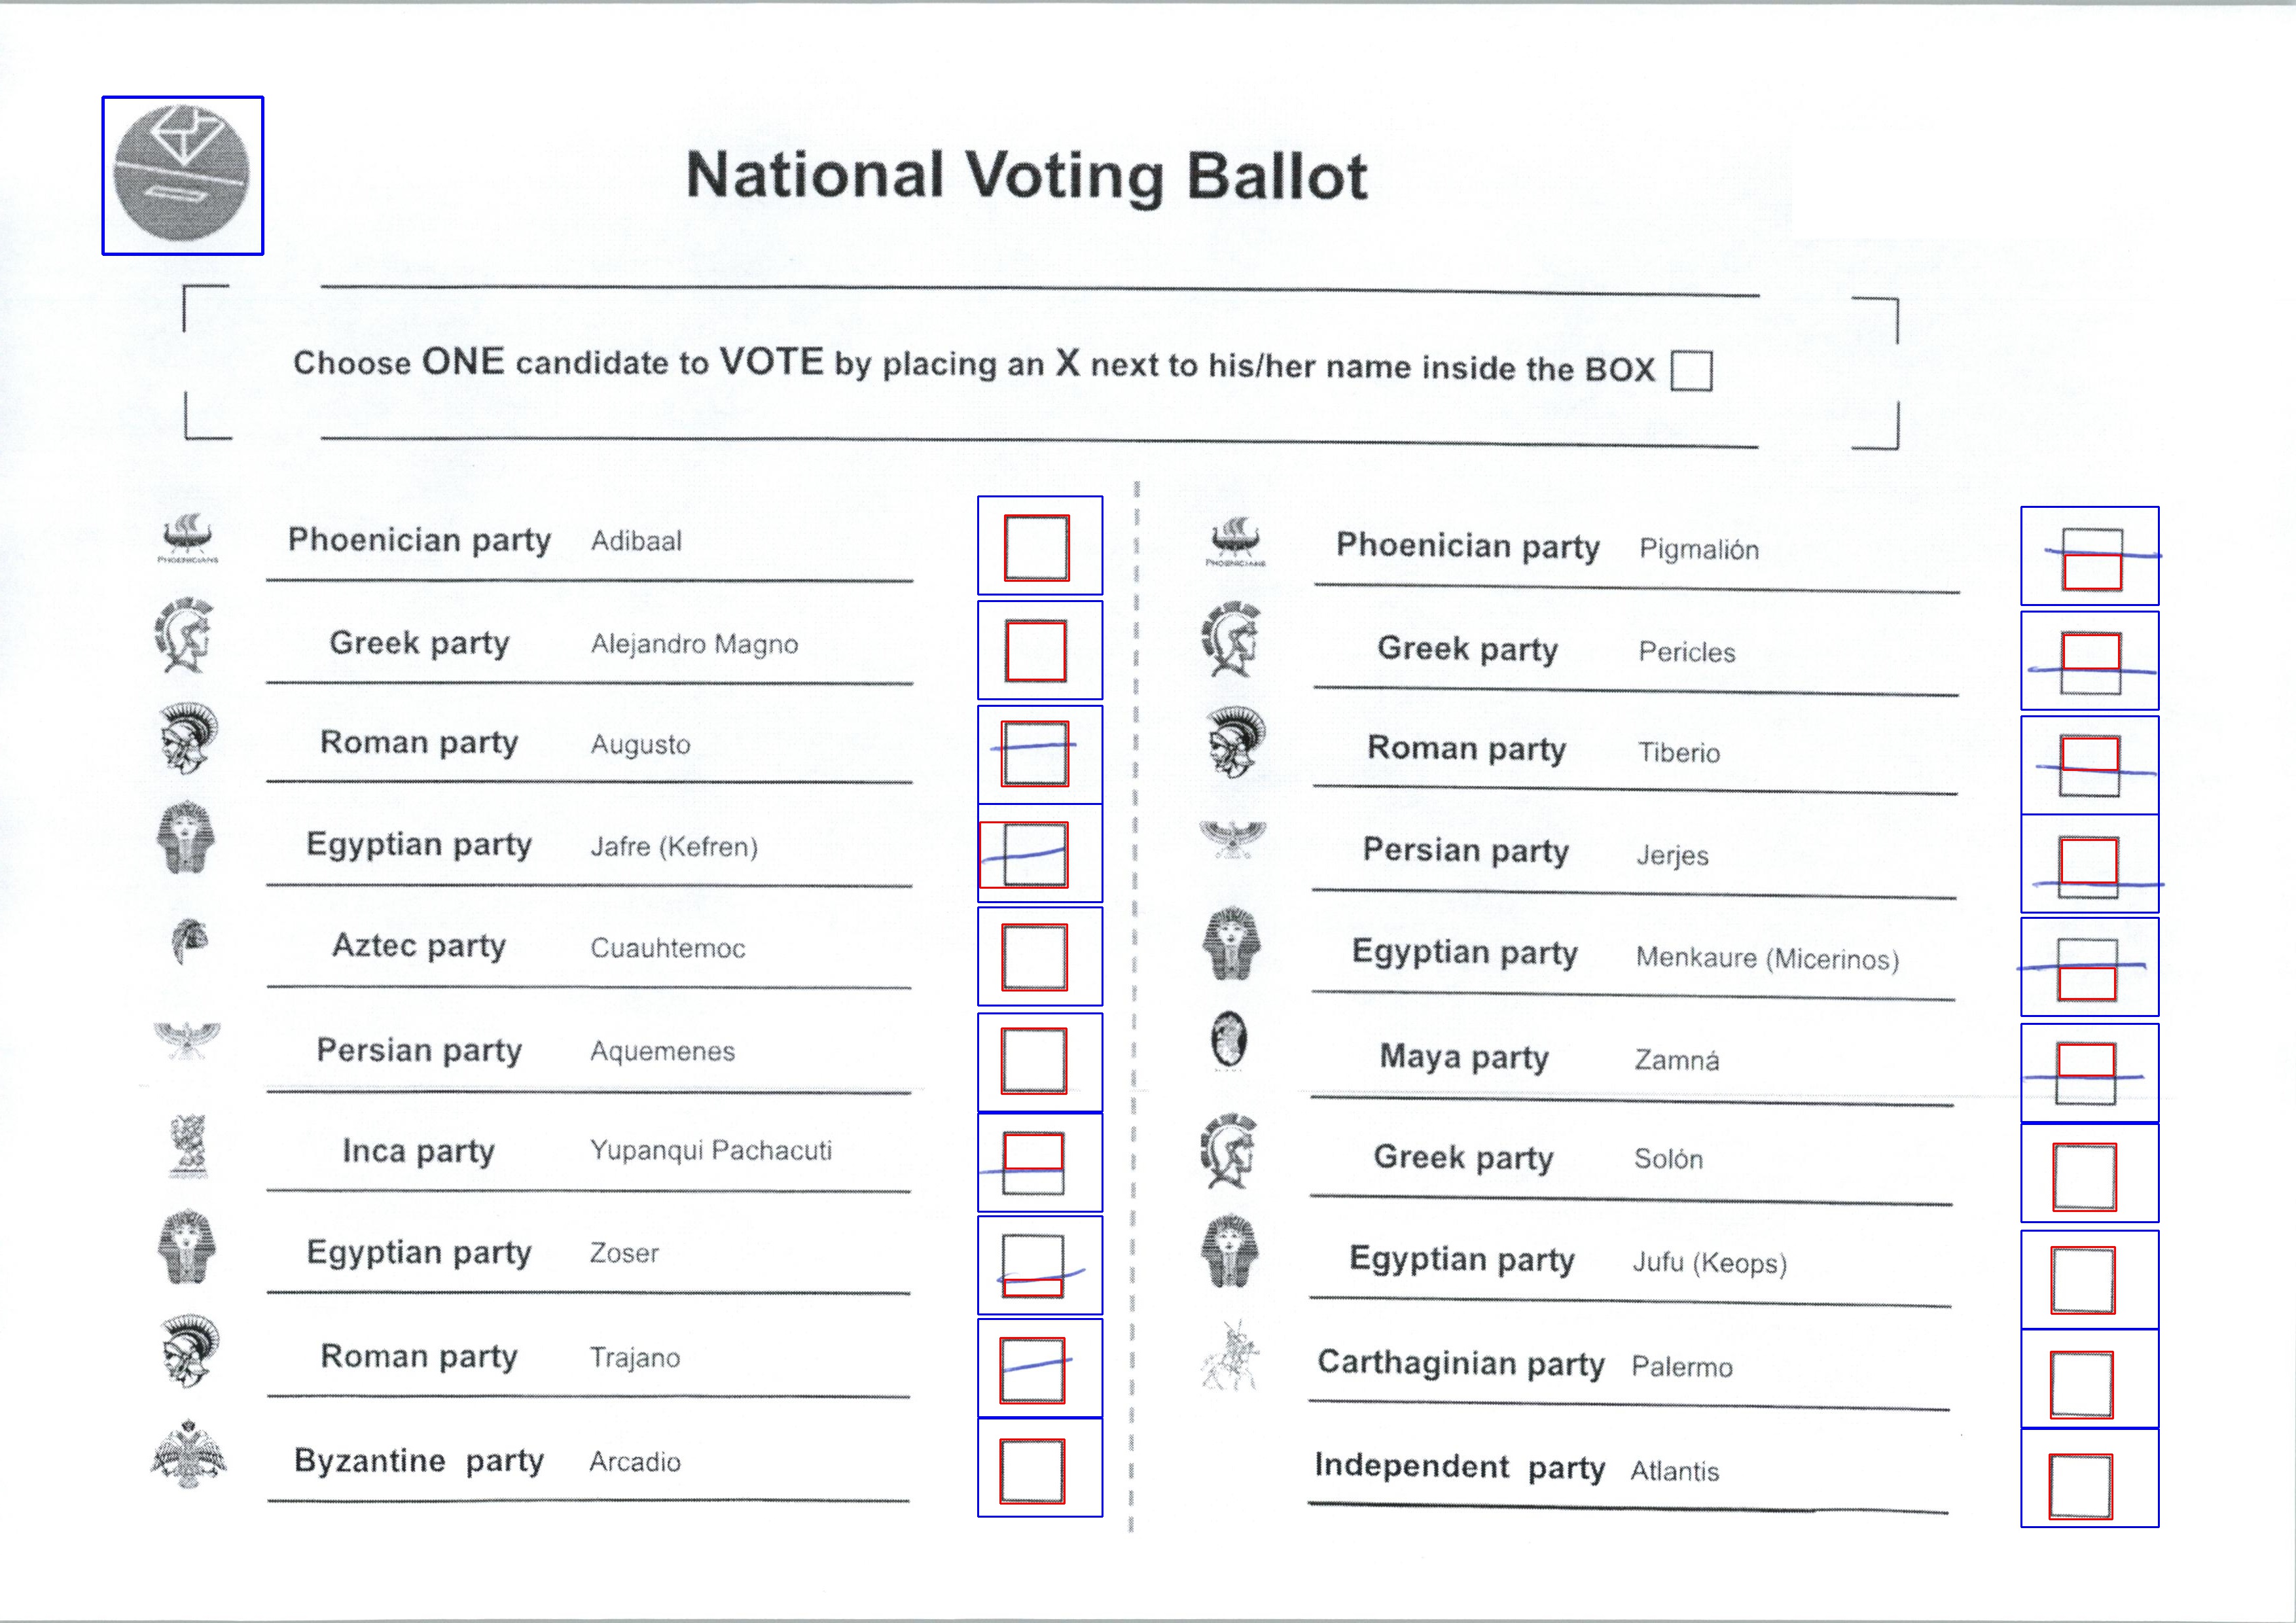 National Voting Ballot
Choose ONE candidate to VOTE by placing an X next to his/her name inside the BOX
PHOENICIANS
Phoenician party Adibaal
Greek party Alejandro Magno
Roman party Augusto
Egyptian party Jafre (Kefren)
Aztec party Cuauhtemoc
Persian party Aquemenes
Inca party Yupanqui Pachacuti
Egyptian party Zoser
Roman party Trajano
Byzantine party Arcadio
PHOENICIANS
Phoenician party Pigmalión
Greek party Pericles
Roman party Tiberio
Persian party Jerjes
Egyptian party Menkaure (Micerinos)
Maya party Zamná
Greek party Solón
Egyptian party Jufu (Keops)
Carthaginian party Palermo
Independent party Atlantis